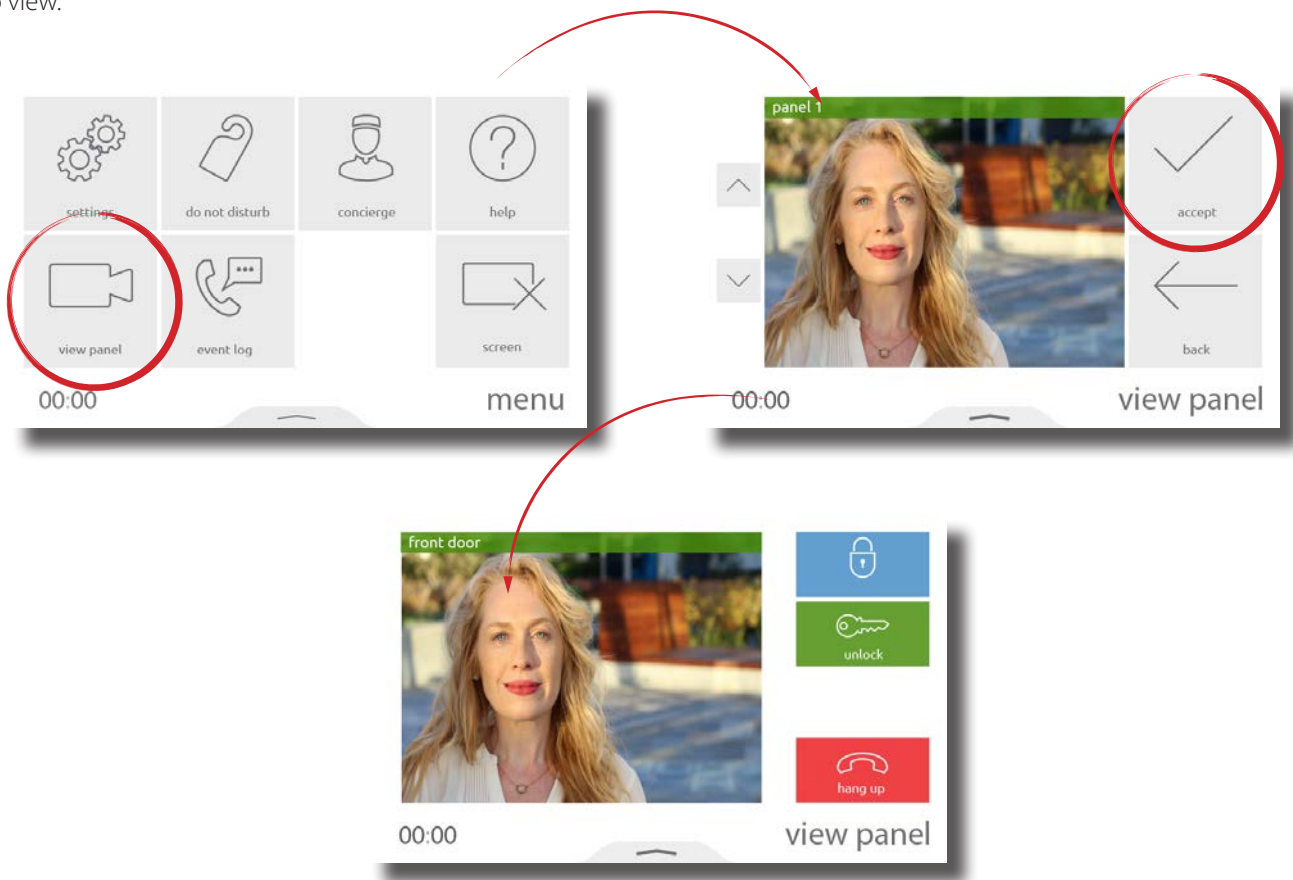 view.
settings
do not disturb
concierge
help
view panel
event log
screen
00:00
menu
panel 1
accept
back
00:00
view panel
front door
unlock
hang up
00:00
view panel